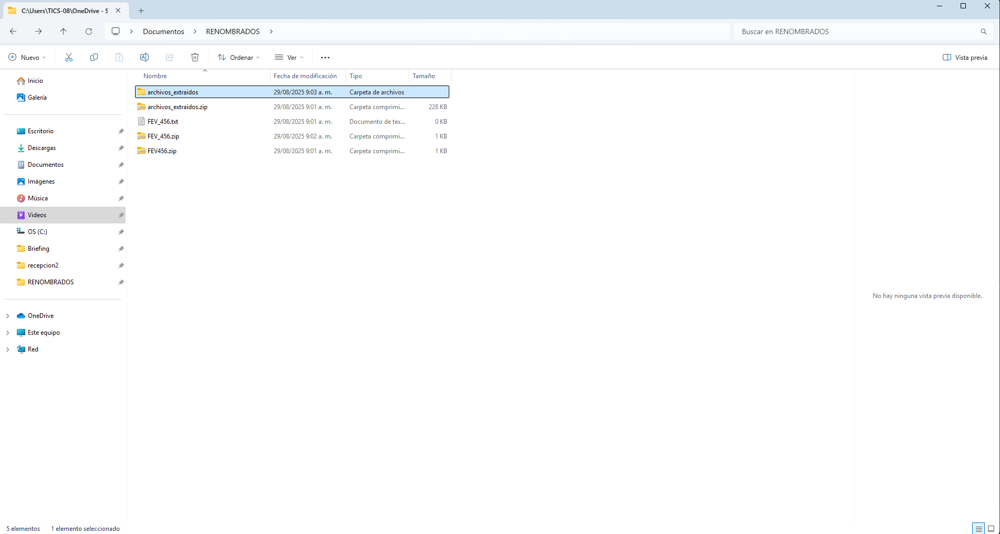 C:\Users\TICS-08\OneDrive - S
Documentos
RENOMBRADOS
Buscar en RENOMBRADOS
Nuevo
Ordenar
Ver
Vista previa
Inicio
Galería
Escritorio
Descargas
Documentos
Imágenes
Música
Videos
OS (C:)
Briefing
recepcion2
RENOMBRADOS
OneDrive
Este equipo
Red
Nombre Fecha de modificación Tipo Tamaño
archivos_extraidos 29/08/2025 9:03 a. m. Carpeta de archivos
archivos_extraidos.zip 29/08/2025 9:01 a. m. Carpeta comprimi... 228 KB
FEV_456.txt 29/08/2025 9:01 a. m. Documento de tex... 0 KB
FEV_456.zip 29/08/2025 9:02 a. m. Carpeta comprimi... 1 KB
FEV456.zip 29/08/2025 9:01 a. m. Carpeta comprimi... 1 KB
No hay ninguna vista previa disponible.
5 elementos 1 elemento seleccionado